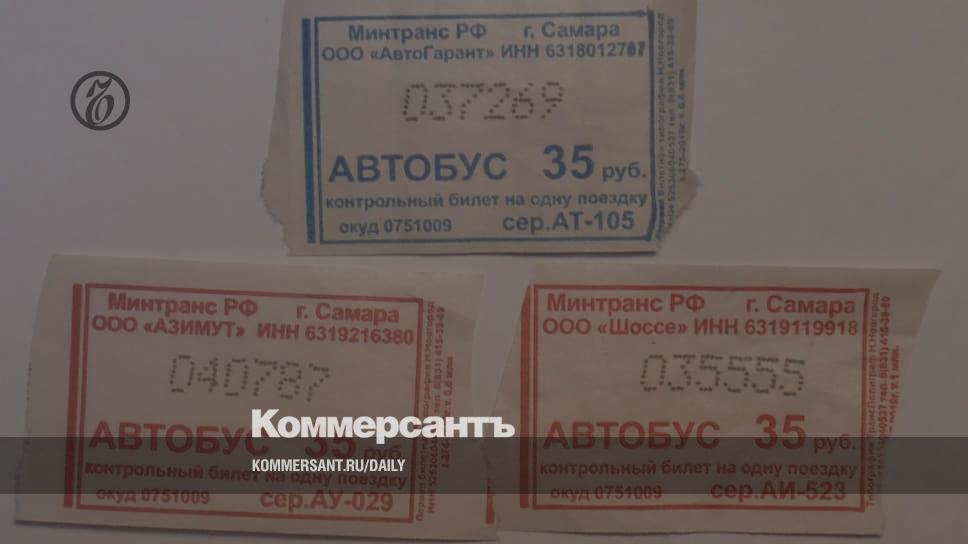 Минтранс РФ г. Самара
ООО «АвтоГарант» ИНН 6318012707
037269
АВТОБУС 35 руб.
контрольный билет на одну поездку
окуд 0751009 сер.АТ-105
Минтранс РФ г. Самара
ООО «АЗИМУТ» ИНН 6319216380
040787
АВТОБУС 35 руб.
контрольный билет на одну поездку
окуд 0751009 сер.АУ-029
Минтранс РФ г. Самара
ООО «Шоссе» ИНН 6319119918
035555
АВТОБУС 35 руб.
контрольный билет на одну поездку
окуд 0751009 сер.АИ-523
Коммерсантъ
KOMMERSANT.RU/DAILY